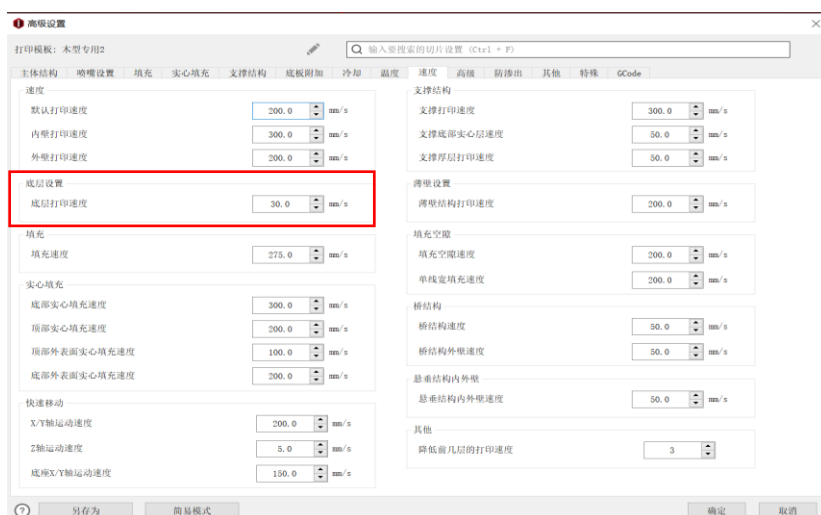 高级设置
打印模板: 木型专用2
输入要搜索的切片设置 (Ctrl + F)
主体结构 喷嘴设置 填充 实心填充 支撑结构 底板附加 冷却 温度 速度 高级 防渗出 其他 特殊 GCode
速度
默认打印速度 200.0 mm/s
内壁打印速度 300.0 mm/s
外壁打印速度 200.0 mm/s
底层设置
底层打印速度 30.0 mm/s
填充
填充速度 275.0 mm/s
实心填充
底部实心填充速度 300.0 mm/s
顶部实心填充速度 200.0 mm/s
顶部外表面实心填充速度 100.0 mm/s
底部外表面实心填充速度 200.0 mm/s
快速移动
X/Y轴运动速度 200.0 mm/s
Z轴运动速度 5.0 mm/s
底座X/Y轴运动速度 150.0 mm/s
支撑结构
支撑打印速度 300.0 mm/s
支撑底部实心层速度 50.0 mm/s
支撑厚层打印速度 50.0 mm/s
薄壁设置
薄壁结构打印速度 200.0 mm/s
填充空隙
填充空隙速度 200.0 mm/s
单线宽填充速度 200.0 mm/s
桥结构
桥结构速度 50.0 mm/s
桥结构外壁速度 50.0 mm/s
悬垂结构内外壁
悬垂结构内外壁速度 50.0 mm/s
其他
降低前几层的打印速度 3
? 另存为 简易模式 确定 取消